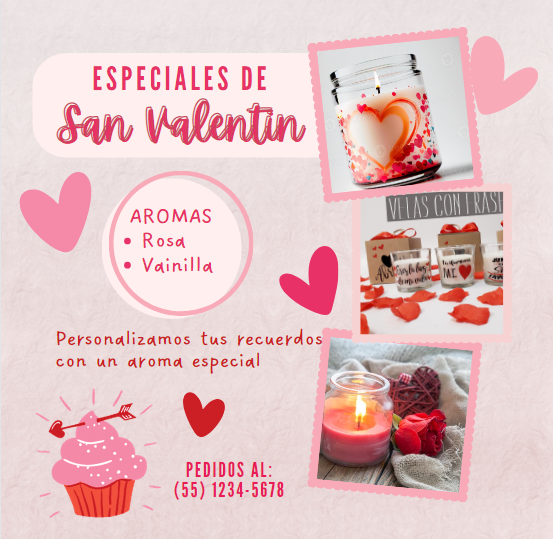 ESPECIALES DE
San Valentin
AROMAS
• Rosa
• Vainilla
VELAS CON FRASE
MI
Personalizamos tus recuerdos
con un aroma especial
PEDIDOS AL:
(55) 1234-5678